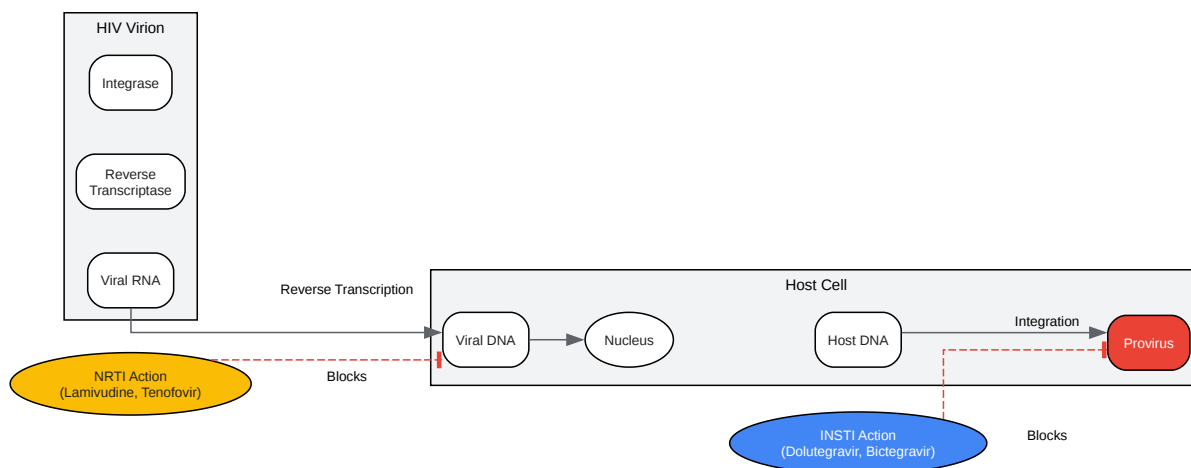 HIV Virion
Integrase
Reverse
Transcriptase
Viral RNA
Reverse Transcription
Host Cell
Viral DNA
Nucleus
Host DNA
Integration
Provirus
NRTI Action
(Lamivudine, Tenofovir)
Blocks
INSTI Action
(Dolutegravir, Bictegravir)
Blocks